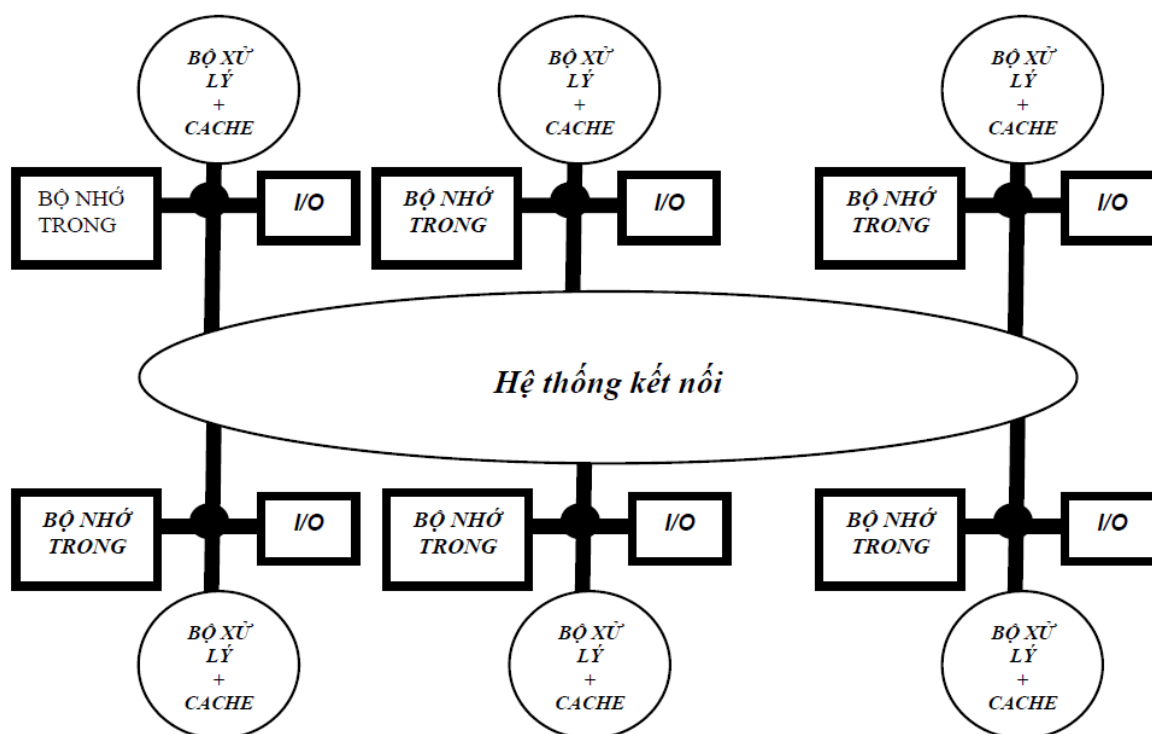 BỘ XỬ
LÝ
+
CACHE
BỘ XỬ
LÝ
+
CACHE
BỘ XỬ
LÝ
+
CACHE
BỘ NHỚ
TRONG
I/O
BỘ NHỚ
TRONG
I/O
BỘ NHỚ
TRONG
I/O
Hệ thống kết nối
BỘ NHỚ
TRONG
I/O
BỘ NHỚ
TRONG
I/O
BỘ NHỚ
TRONG
I/O
BỘ XỬ
LÝ
+
CACHE
BỘ XỬ
LÝ
+
CACHE
BỘ XỬ
LÝ
+
CACHE